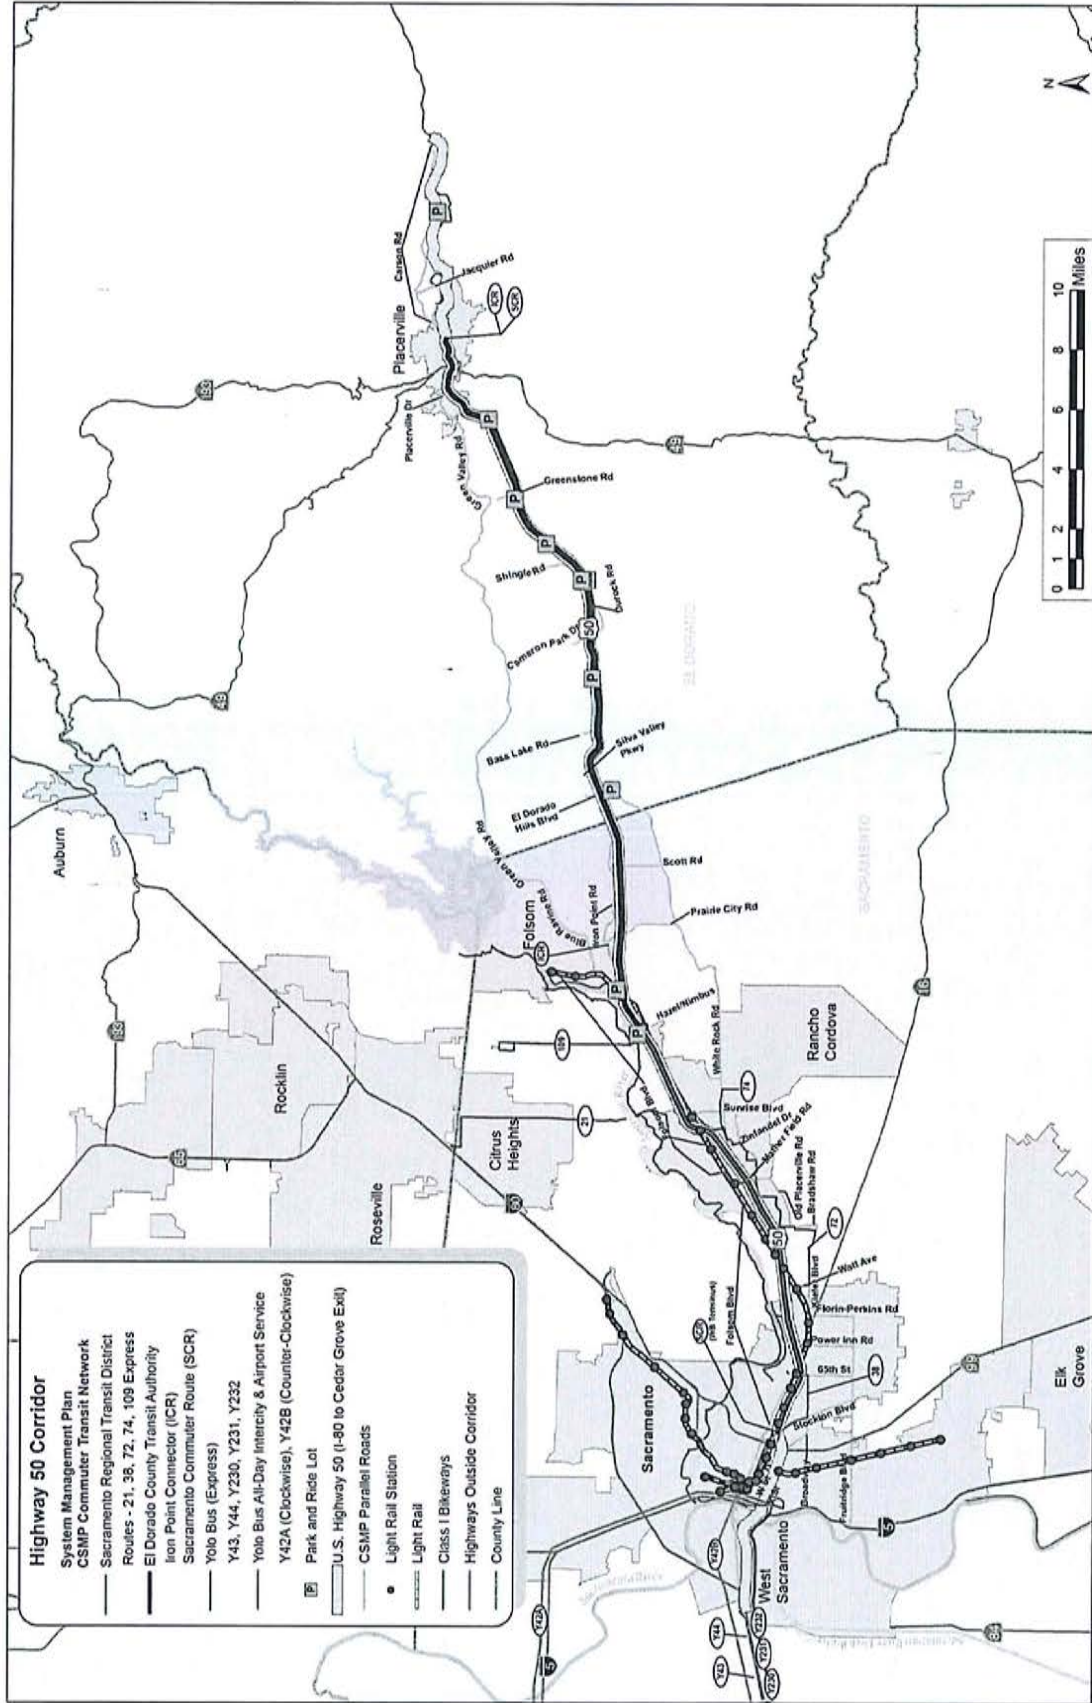 Highway 50 Corridor
System Management Plan
CSMP Commuter Transit Network
Sacramento Regional Transit District
Routes - 21, 38, 72, 74, 109 Express
El Dorado County Transit Authority
Iron Point Connector (ICR)
Sacramento Commuter Route (SCR)
Yolo Bus (Express)
Y43, Y44, Y230, Y231, Y232
Yolo Bus All-Day Intercity & Airport Service
Y42A (Clockwise), Y42B (Counter-Clockwise)
P Park and Ride Lot
U.S. Highway 50 (I-80 to Cedar Grove Exit)
CSMP Parallel Roads
Light Rail Station
Light Rail
Class I Bikeways
Highways Outside Corridor
County Line
Auburn
Rocklin
Roseville
Citrus
Heights
65
193
49
193
80
5
Y42A
Y42B
Y44
Y43
Y232
Y231
Y230
84
5
West
Sacramento
Sacramento
SCR
Folsom Blvd
Stockton Blvd
Broadway
Fruitridge Blvd
38
65th St
Power Inn Rd
Florin-Perkins Rd
Watt Ave
Kiefer Blvd
72
50
Bradshaw Rd
Old Placerville Rd
Mather Field Rd
Zinfandel Dr
Sunrise Blvd
74
21
109
White Rock Rd
Rancho
Cordova
Hazel/Nimbus
Elk
Grove
99
16
Folsom
ICR
Blue Ravine Rd
Iron Point Rd
Prairie City Rd
Scott Rd
Green Valley Rd
El Dorado
Hills Blvd
Silva Valley
Pkwy
Bass Lake Rd
SACRAMENTO
EL DORADO
Cameron Park Dr
50
Durock Rd
Shingle Rd
Greenstone Rd
Green Valley Rd
Placerville Dr
Placerville
Carson Rd
Jacquier Rd
ICR
SCR
49
P
P
P
P
P
P
P
P
P
P
N
0 1 2 4 6 8 10
Miles